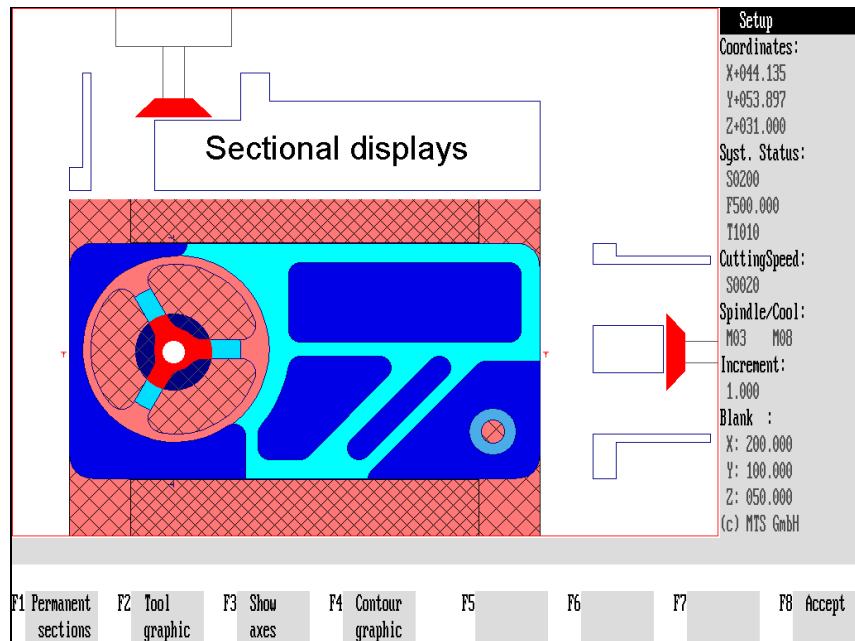 Setup
Coordinates:
X+044.135
Y+053.897
Z+031.000
Syst. Status:
S0200
F500.000
T1010
CuttingSpeed:
S0020
Spindle/Cool:
M03 M08
Increment:
1.000
Blank :
X: 200.000
Y: 100.000
Z: 050.000
(c) MTS GmbH
Sectional displays
F1 Permanent sections
F2 Tool graphic
F3 Show axes
F4 Contour graphic
F5
F6
F7
F8 Accept